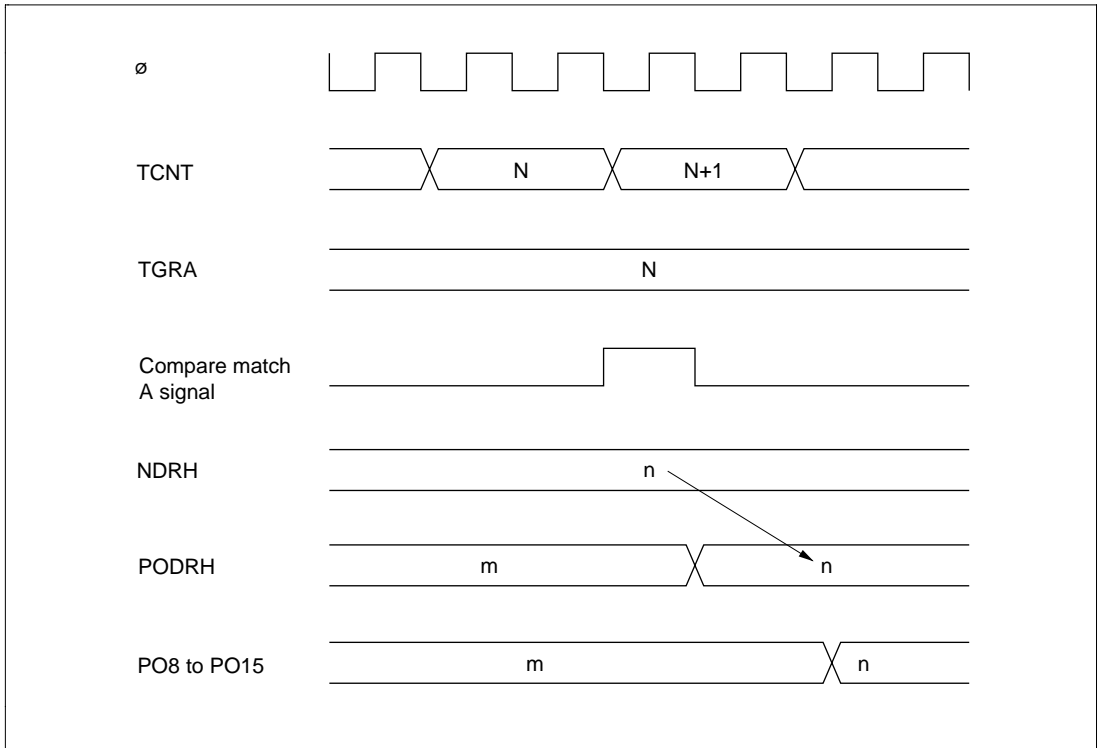 ø
TCNT N N+1
TGRA N
Compare match
A signal
NDRH n
PODRH m n
PO8 to PO15 m n